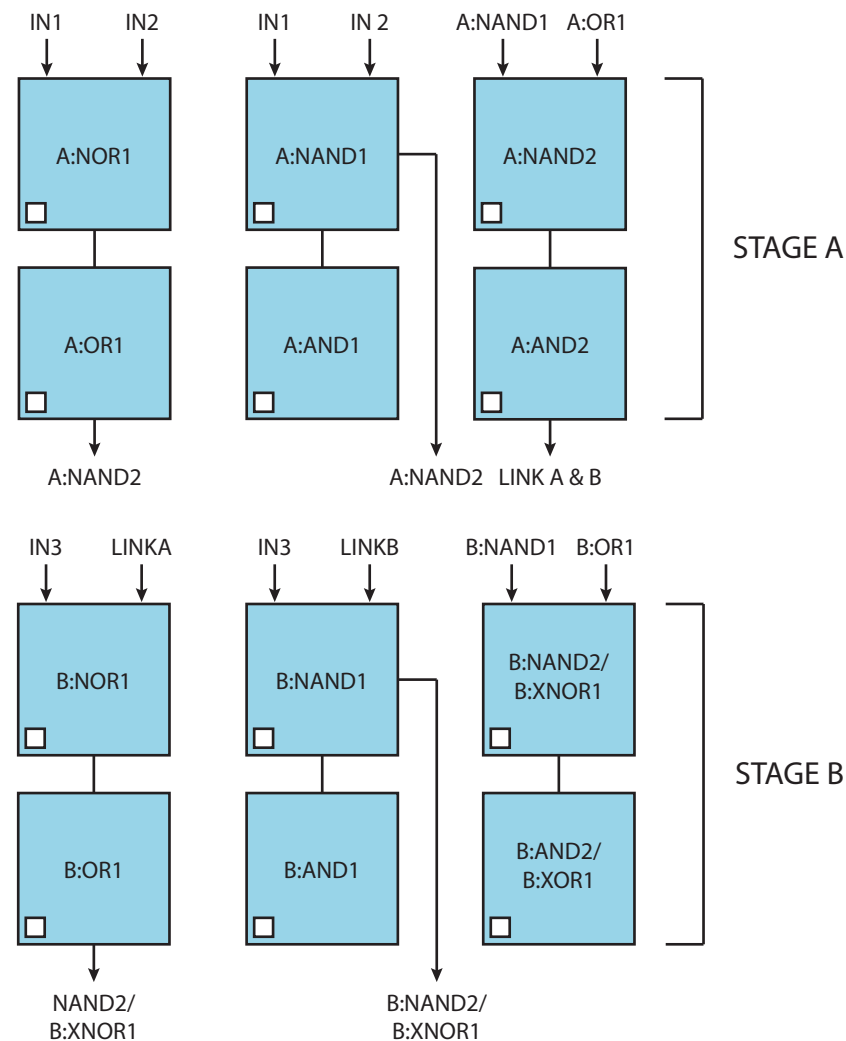 IN1 IN2 IN1 IN 2 A:NAND1 A:OR1
A:NOR1 A:NAND1 A:NAND2
STAGE A
A:OR1 A:AND1 A:AND2
A:NAND2 A:NAND2 LINK A & B
IN3 LINKA IN3 LINKB B:NAND1 B:OR1
B:NOR1 B:NAND1 B:NAND2/
B:XNOR1
STAGE B
B:OR1 B:AND1 B:AND2/
B:XOR1
NAND2/ B:NAND2/
B:XNOR1 B:XNOR1